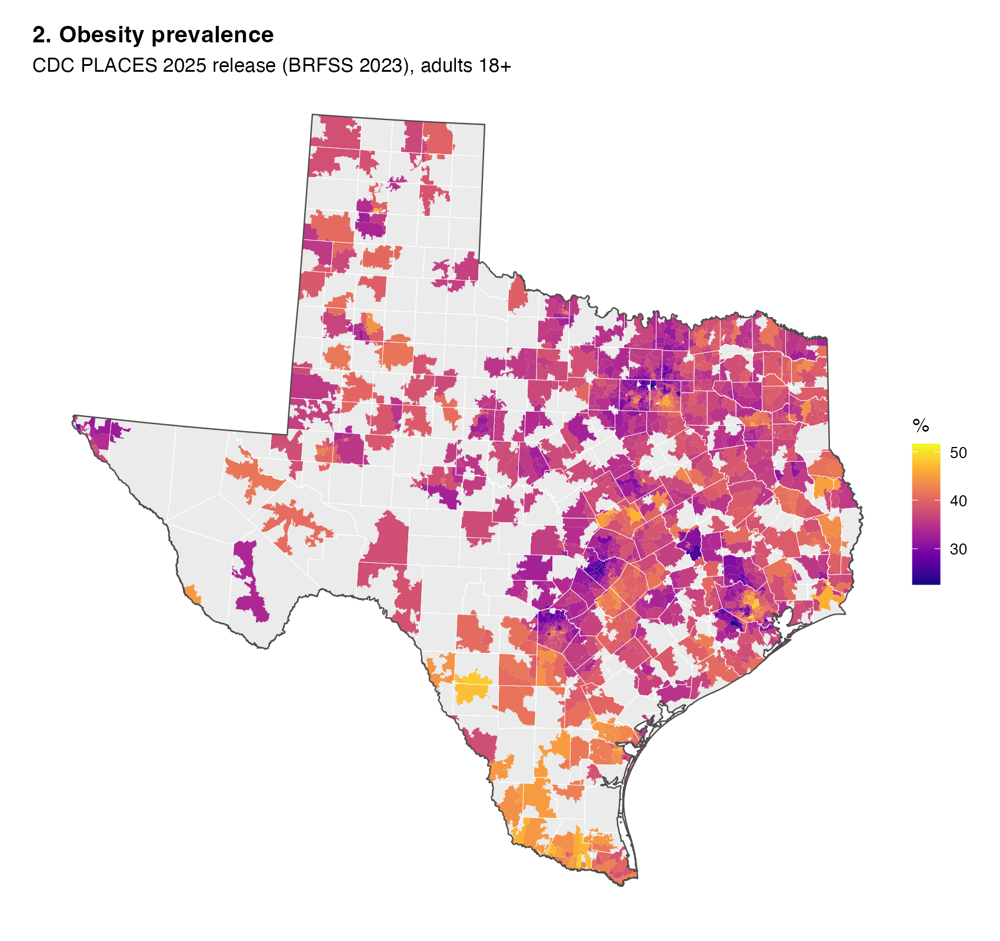 2. Obesity prevalence
CDC PLACES 2025 release (BRFSS 2023), adults 18+
%
50
40
30